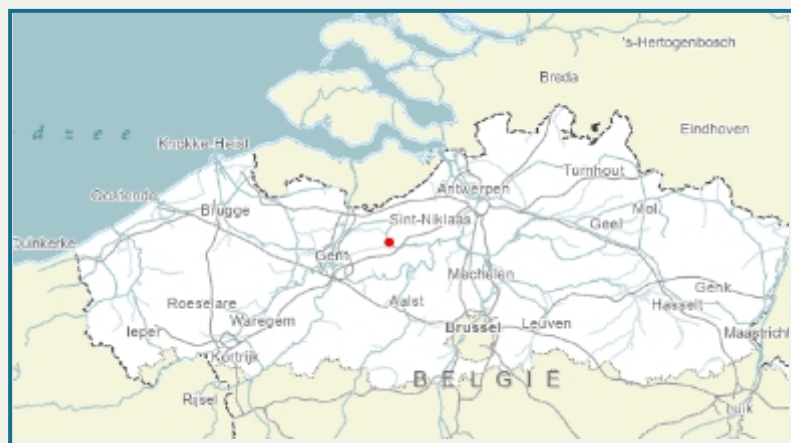 's-Hertogenbosch
Breda
Eindhoven
d z e e
Knokke-Heist
Oostende
Brugge
Duinkerke
Antwerpen
Turnhout
Sint-Niklaas
Geel
Mol
Gent
Mechelen
Genk
Roeselare
Aalst
Hasselt
Ieper
Waregem
Brussel
Leuven
Maastricht
Kortrijk
BELGIË
Rijsel
Luik